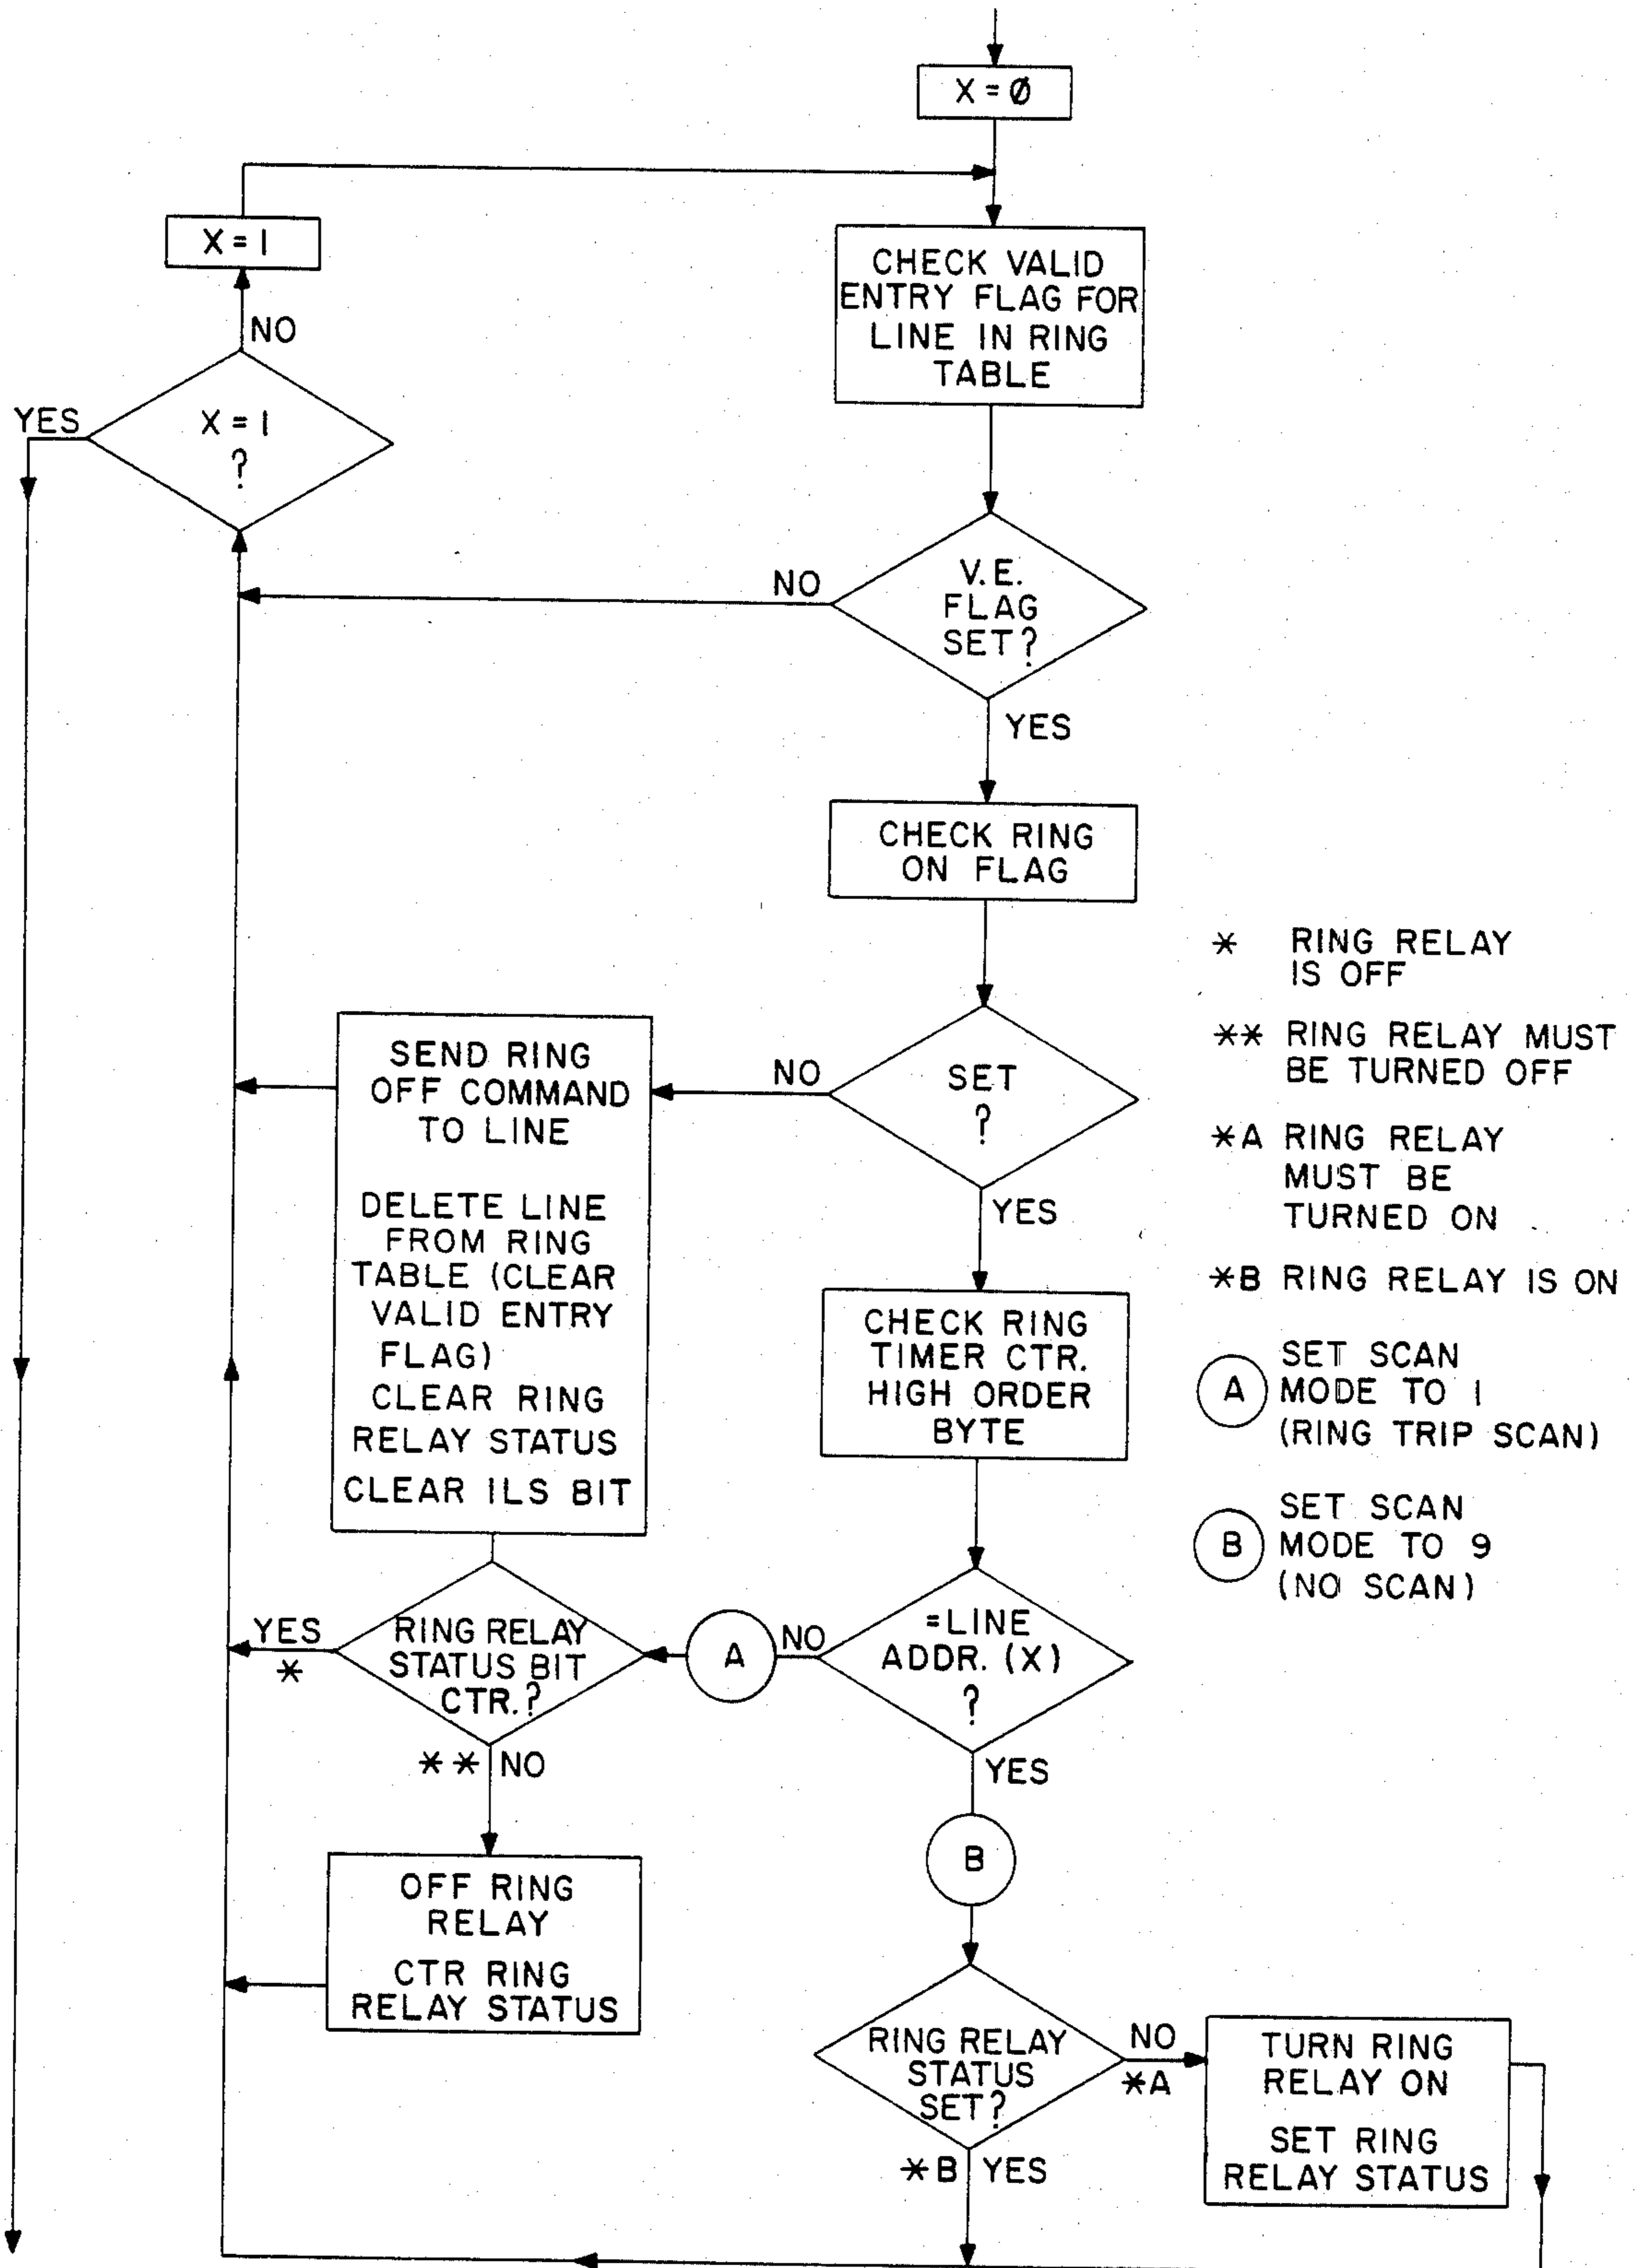 X = Ø
X = 1
NO
YES
X = 1
?
CHECK VALID
ENTRY FLAG FOR
LINE IN RING
TABLE
NO
V.E.
FLAG
SET?
YES
CHECK RING
ON FLAG
SEND RING
OFF COMMAND
TO LINE
DELETE LINE
FROM RING
TABLE (CLEAR
VALID ENTRY
FLAG)
CLEAR RING
RELAY STATUS
CLEAR ILS BIT
NO
SET
?
YES
CHECK RING
TIMER CTR.
HIGH ORDER
BYTE
* RING RELAY
IS OFF
** RING RELAY MUST
BE TURNED OFF
*A RING RELAY
MUST BE
TURNED ON
*B RING RELAY IS ON
A SET SCAN
MODE TO 1
(RING TRIP SCAN)
B SET SCAN
MODE TO 9
(NO SCAN)
YES
*
RING RELAY
STATUS BIT
CTR.?
A
NO
=LINE
ADDR. (X)
?
** NO
YES
OFF RING
RELAY
CTR RING
RELAY STATUS
B
RING RELAY
STATUS
SET?
NO
*A
TURN RING
RELAY ON
SET RING
RELAY STATUS
*B YES